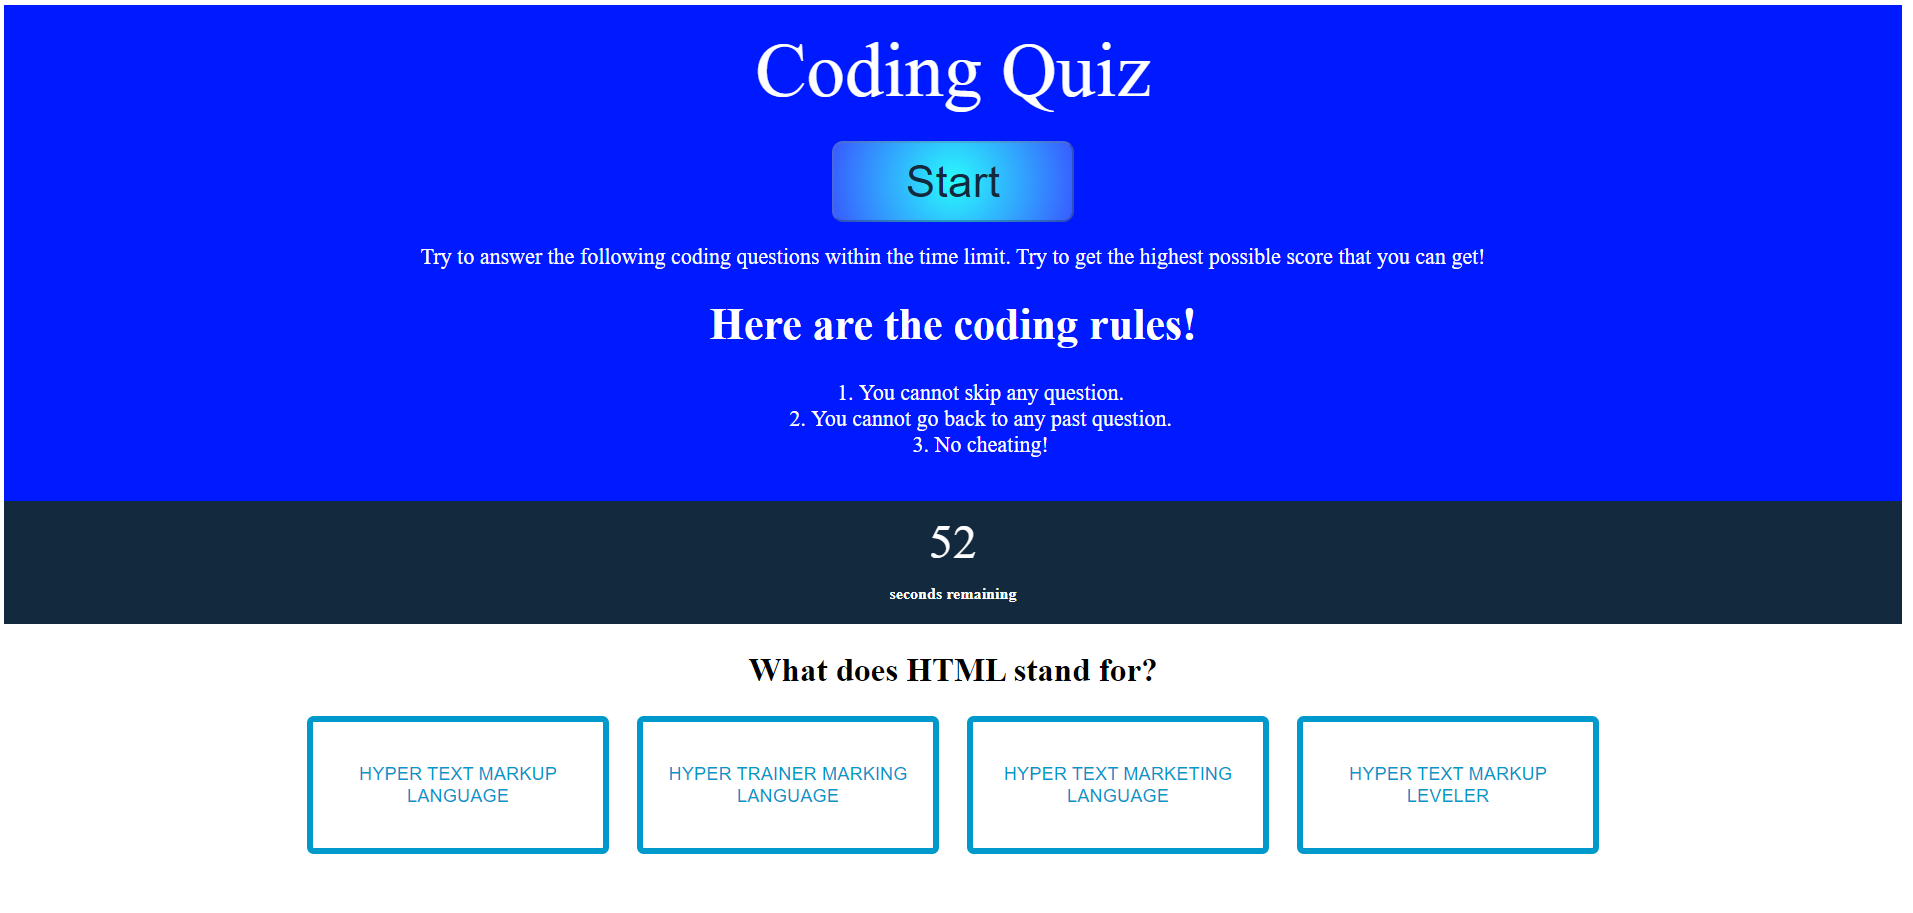 Coding Quiz
Start
Try to answer the following coding questions within the time limit. Try to get the highest possible score that you can get!
Here are the coding rules!
1. You cannot skip any question.
2. You cannot go back to any past question.
3. No cheating!
52
seconds remaining
What does HTML stand for?
HYPER TEXT MARKUP
LANGUAGE
HYPER TRAINER MARKING
LANGUAGE
HYPER TEXT MARKETING
LANGUAGE
HYPER TEXT MARKUP
LEVELER